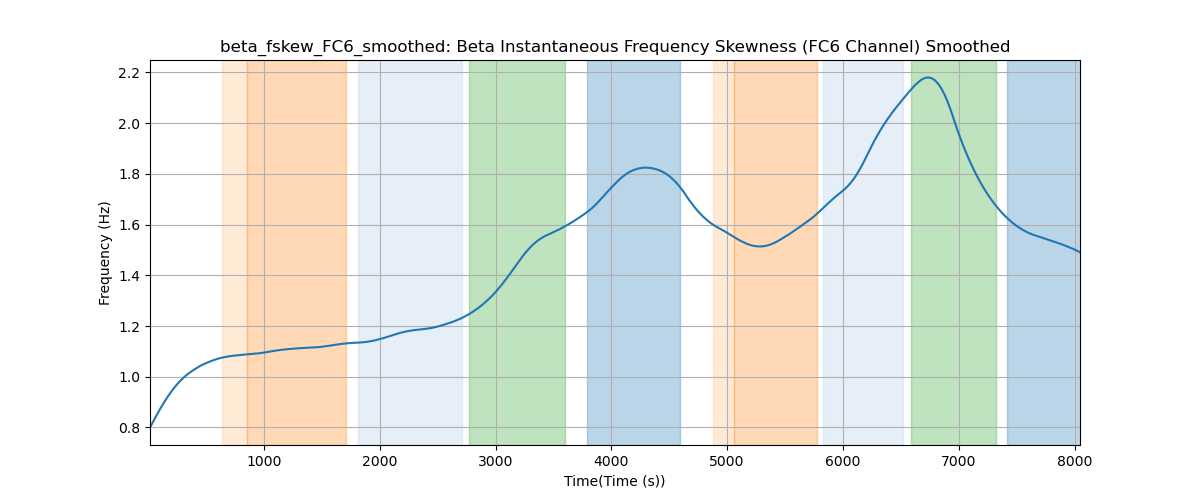 beta_fskew_FC6_smoothed: Beta Instantaneous Frequency Skewness (FC6 Channel) Smoothed
2.2
2.0
1.8
1.6
1.4
1.2
1.0
0.8
Frequency (Hz)
1000 2000 3000 4000 5000 6000 7000 8000
Time(Time (s))